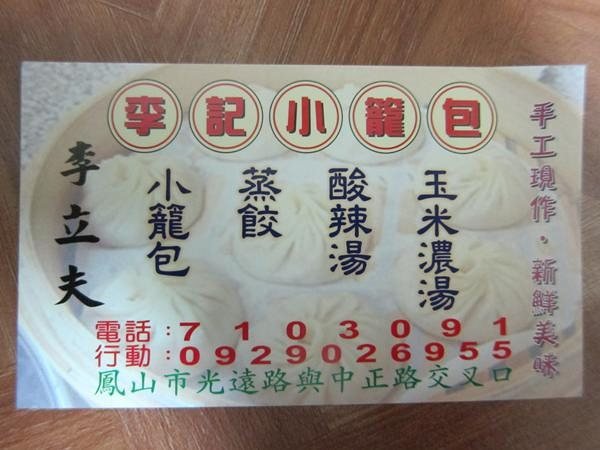 李記小籠包
李立夫
小籠包
蒸餃
酸辣湯
玉米濃湯
手工現作，新鮮美味
電話:7103091
行動:0929026955
鳳山市光遠路與中正路交叉口